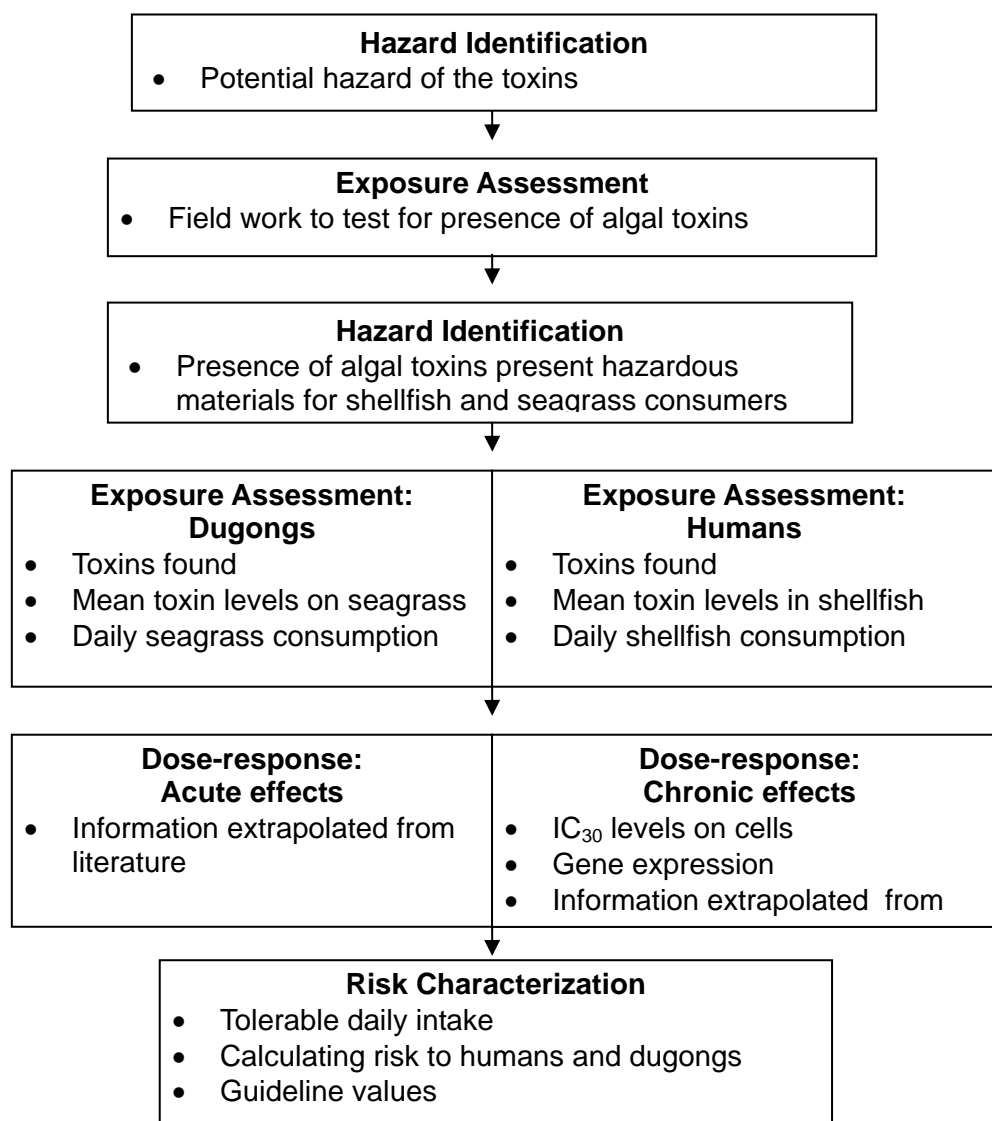 Hazard Identification
• Potential hazard of the toxins
Exposure Assessment
• Field work to test for presence of algal toxins
Hazard Identification
• Presence of algal toxins present hazardous
materials for shellfish and seagrass consumers
Exposure Assessment:
Dugongs
• Toxins found
• Mean toxin levels on seagrass
• Daily seagrass consumption
Exposure Assessment:
Humans
• Toxins found
• Mean toxin levels in shellfish
• Daily shellfish consumption
Dose-response:
Acute effects
• Information extrapolated from
literature
Dose-response:
Chronic effects
• IC30 levels on cells
• Gene expression
• Information extrapolated from
Risk Characterization
• Tolerable daily intake
• Calculating risk to humans and dugongs
• Guideline values